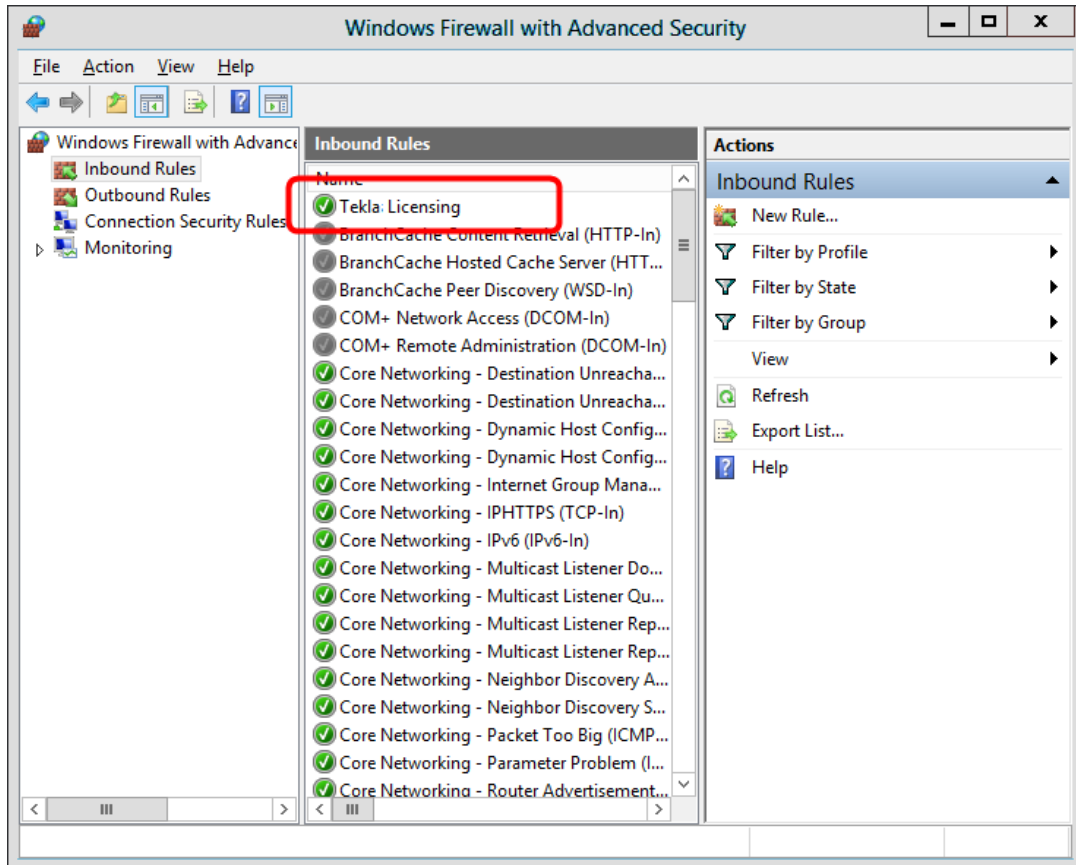 Windows Firewall with Advanced Security
File Action View Help
Windows Firewall with Advance
Inbound Rules
Outbound Rules
Connection Security Rules
Monitoring
Inbound Rules
Name
Tekla Licensing
BranchCache Content Retrieval (HTTP-In)
BranchCache Hosted Cache Server (HTT...
BranchCache Peer Discovery (WSD-In)
COM+ Network Access (DCOM-In)
COM+ Remote Administration (DCOM-In)
Core Networking - Destination Unreacha...
Core Networking - Destination Unreacha...
Core Networking - Dynamic Host Config...
Core Networking - Dynamic Host Config...
Core Networking - Internet Group Mana...
Core Networking - IPHTTPS (TCP-In)
Core Networking - IPv6 (IPv6-In)
Core Networking - Multicast Listener Do...
Core Networking - Multicast Listener Qu...
Core Networking - Multicast Listener Rep...
Core Networking - Multicast Listener Rep...
Core Networking - Neighbor Discovery A...
Core Networking - Neighbor Discovery S...
Core Networking - Packet Too Big (ICMP...
Core Networking - Parameter Problem (I...
Core Networking - Router Advertisement...
Actions
Inbound Rules
New Rule...
Filter by Profile
Filter by State
Filter by Group
View
Refresh
Export List...
Help